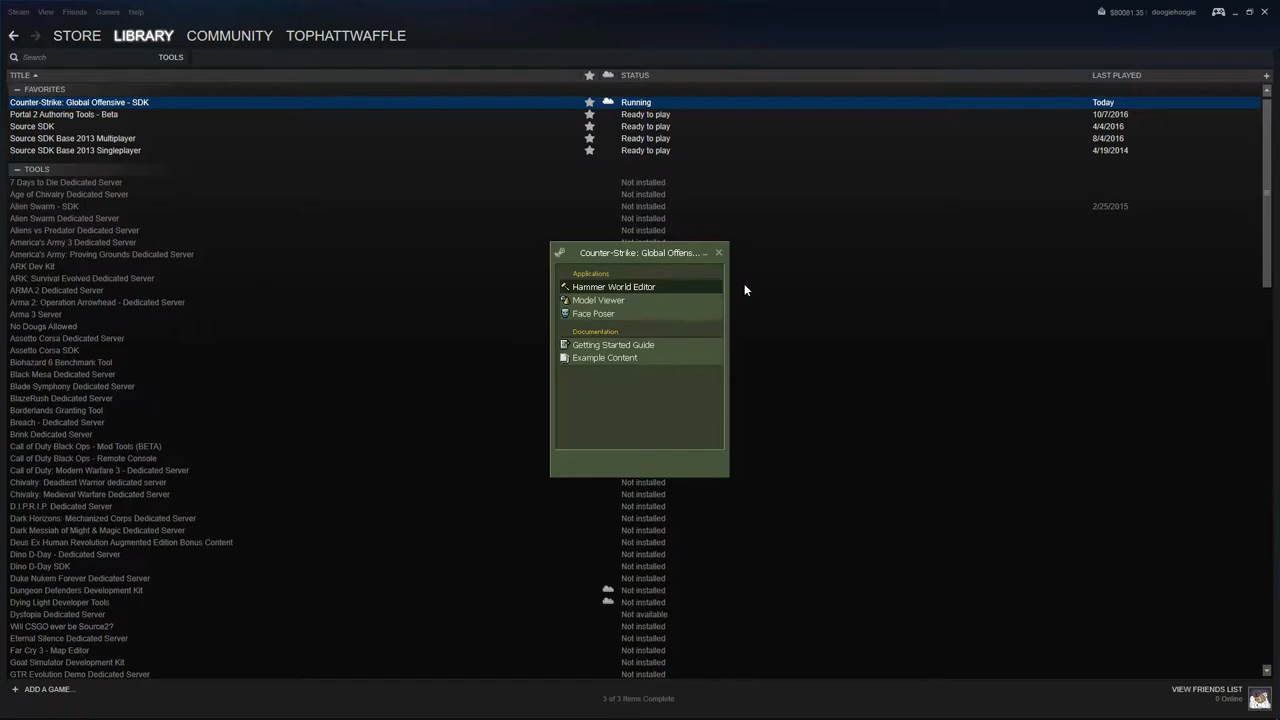 Steam View Friends Games Help $80081.35 doogiehoogie
STORE LIBRARY COMMUNITY TOPHATTWAFFLE
Search TOOLS
TITLE STATUS LAST PLAYED
FAVORITES
Counter-Strike: Global Offensive - SDK Running Today
Portal 2 Authoring Tools - Beta Ready to play 10/7/2016
Source SDK Ready to play 4/4/2016
Source SDK Base 2013 Multiplayer Ready to play 8/4/2016
Source SDK Base 2013 Singleplayer Ready to play 4/19/2014
TOOLS
7 Days to Die Dedicated Server Not installed
Age of Chivalry Dedicated Server Not installed
Alien Swarm - SDK Not installed 2/25/2015
Alien Swarm Dedicated Server Not installed
Aliens vs Predator Dedicated Server Not installed
America's Army 3 Dedicated Server Not installed
America's Army: Proving Grounds Dedicated Server
ARK Dev Kit
ARK: Survival Evolved Dedicated Server
ARMA 2 Dedicated Server
Arma 2: Operation Arrowhead - Dedicated Server
Arma 3 Server
No Dougs Allowed
Assetto Corsa Dedicated Server
Assetto Corsa SDK
Biohazard 6 Benchmark Tool
Black Mesa Dedicated Server
Blade Symphony Dedicated Server
BlazeRush Dedicated Server
Borderlands Granting Tool
Breach - Dedicated Server
Brink Dedicated Server
Call of Duty Black Ops - Mod Tools (BETA)
Call of Duty Black Ops - Remote Console
Call of Duty: Modern Warfare 3 - Dedicated Server
Chivalry: Deadliest Warrior dedicated server Not installed
Chivalry: Medieval Warfare Dedicated Server Not installed
D.I.P.R.I.P. Dedicated Server Not installed
Dark Horizons: Mechanized Corps Dedicated Server Not installed
Dark Messiah of Might & Magic Dedicated Server Not installed
Deus Ex Human Revolution Augmented Edition Bonus Content Not installed
Dino D-Day - Dedicated Server Not installed
Dino D-Day SDK Not installed
Duke Nukem Forever Dedicated Server Not installed
Dungeon Defenders Development Kit Not installed
Dying Light Developer Tools Not installed
Dystopia Dedicated Server Not available
Will CSGO ever be Source2? Not installed
Eternal Silence Dedicated Server Not installed
Far Cry 3 - Map Editor Not installed
Goat Simulator Development Kit Not installed
GTR Evolution Demo Dedicated Server Not installed
Counter-Strike: Global Offens...
Applications
Hammer World Editor
Model Viewer
Face Poser
Documentation
Getting Started Guide
Example Content
+ ADD A GAME... 3 of 3 Items Complete VIEW FRIENDS LIST
0 Online